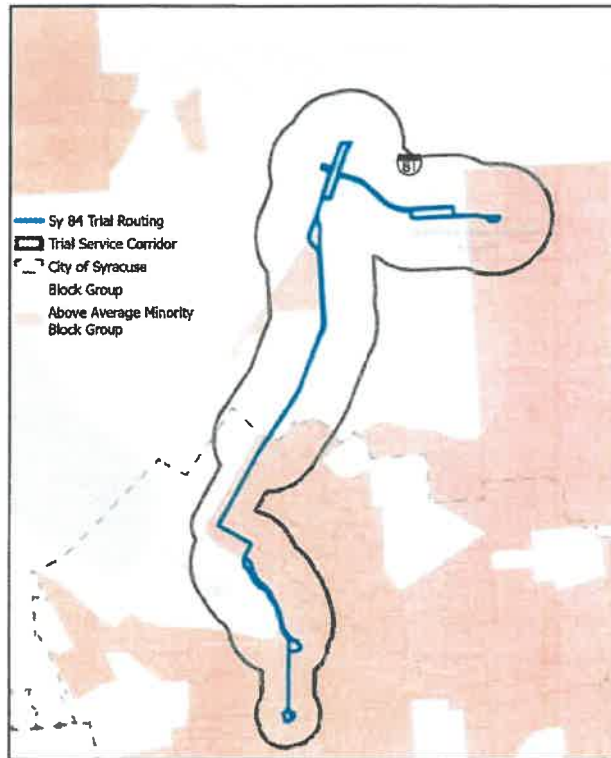 81
Sy 84 Trial Routing
Trial Service Corridor
City of Syracuse
Block Group
Above Average Minority
Block Group